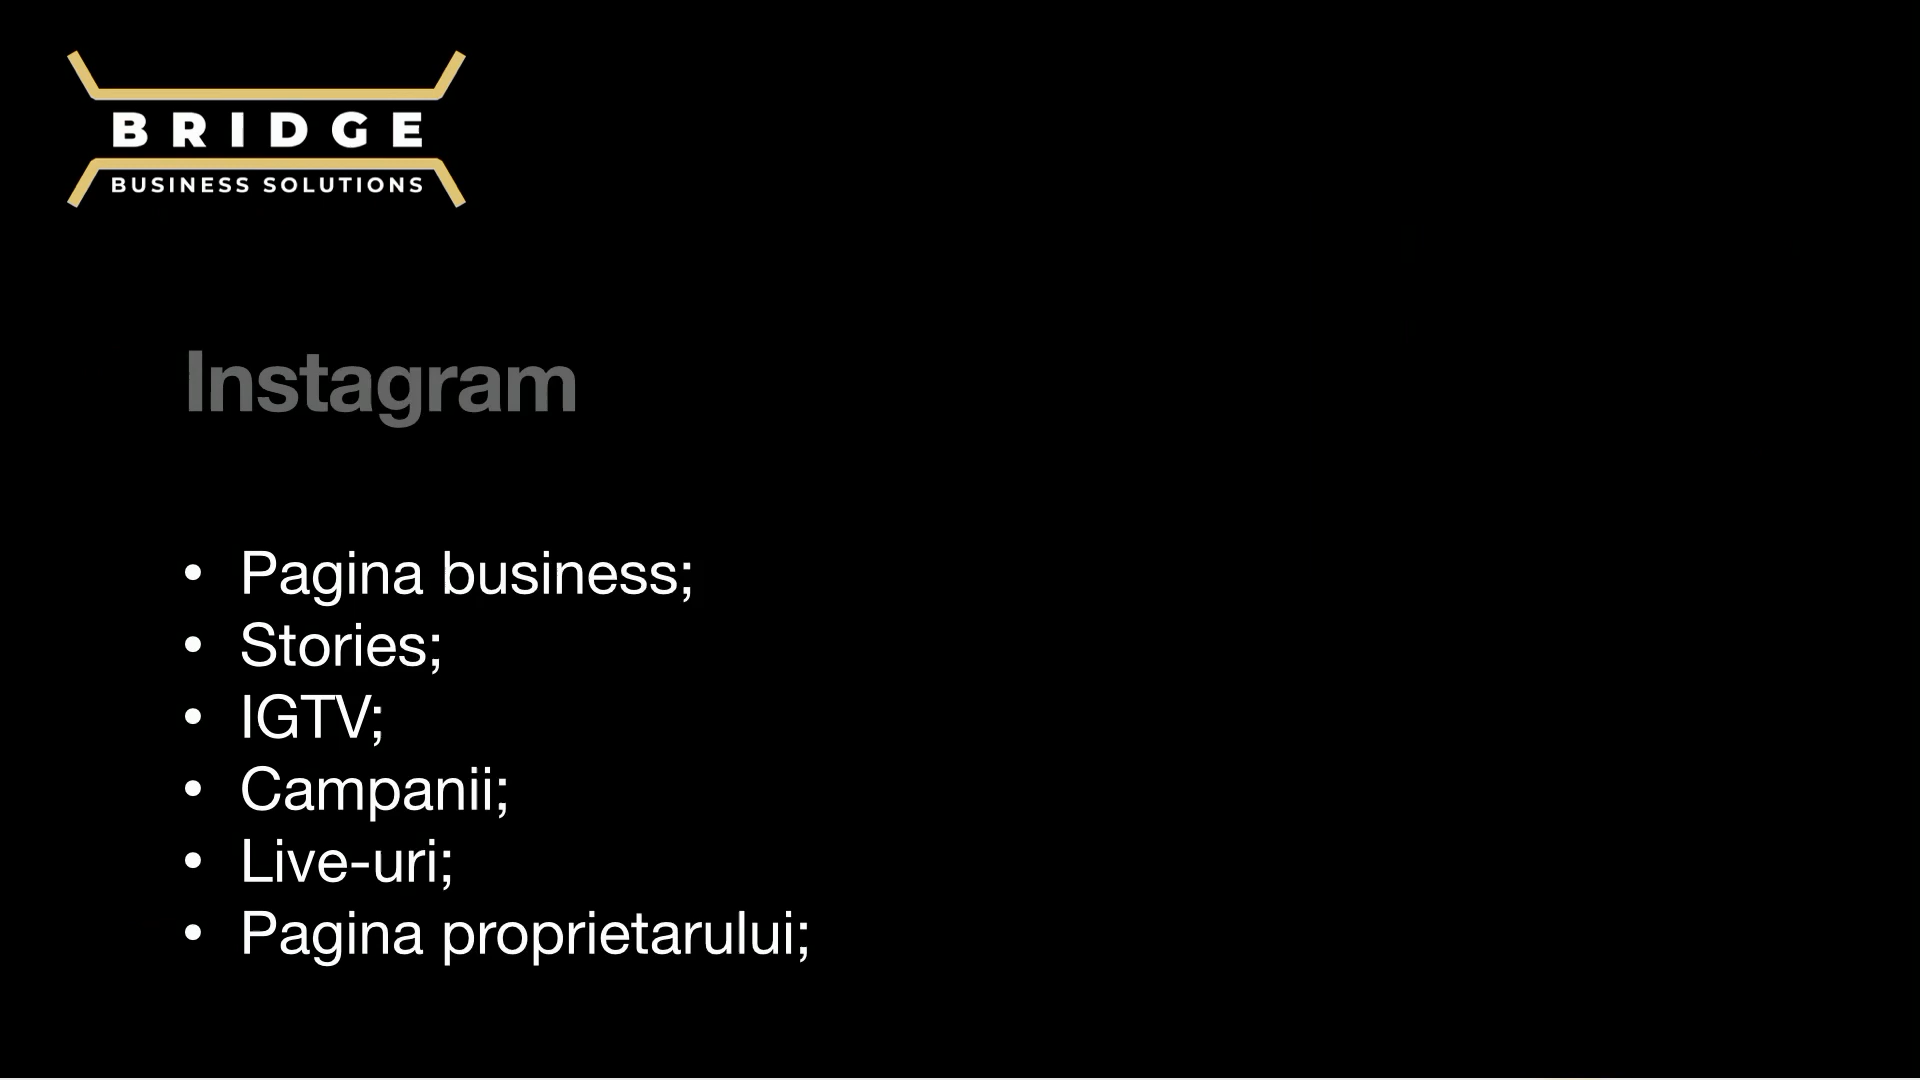 BRIDGE
BUSINESS SOLUTIONS
Instagram
• Pagina business;
• Stories;
• IGTV;
• Campanii;
• Live-uri;
• Pagina proprietarului;